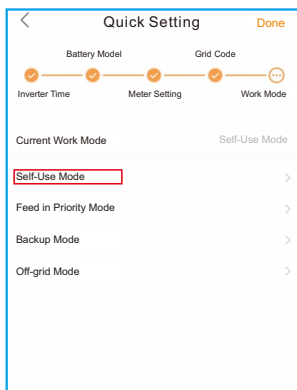 Quick Setting Done
Battery Model Grid Code
Inverter Time Meter Setting Work Mode
Current Work Mode Self-Use Mode
Self-Use Mode
Feed in Priority Mode
Backup Mode
Off-grid Mode